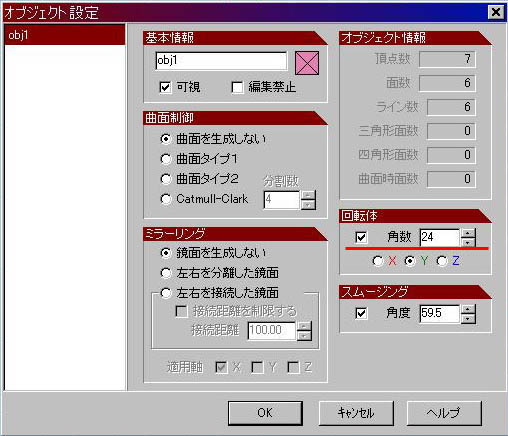 オブジェクト設定
obj1
基本情報
obj1
可視 編集禁止
曲面制御
曲面を生成しない
曲面タイプ1
曲面タイプ2
Catmull-Clark
分割数
4
ミラーリング
鏡面を生成しない
左右を分離した鏡面
左右を接続した鏡面
接続距離を制限する
接続距離 100.00
適用軸 X Y Z
オブジェクト情報
頂点数 7
面数 6
ライン数 6
三角形面数 0
四角形面数 0
曲面時面数 0
回転体
角数 24
X Y Z
スムージング
角度 59.5
OK キャンセル ヘルプ